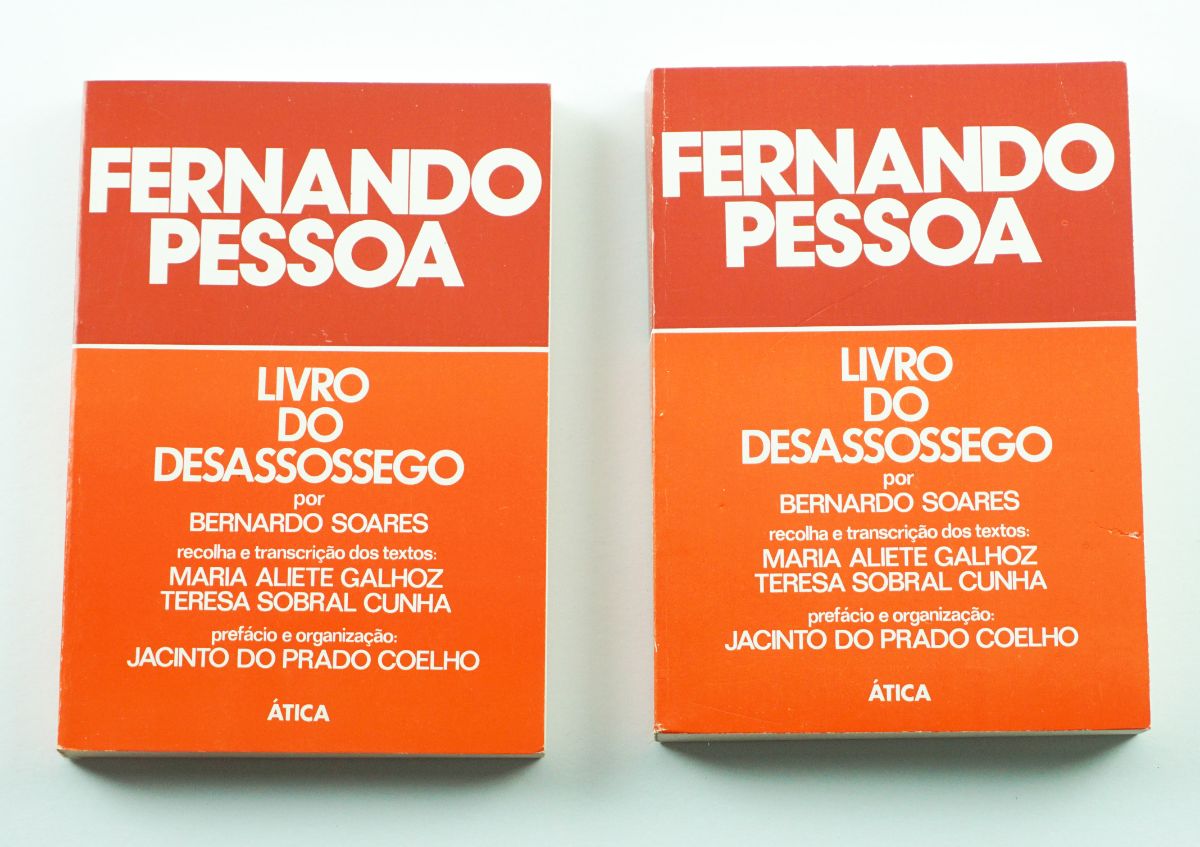 FERNANDO
PESSOA
LIVRO
DO
DESASSOSSEGO
por
BERNARDO SOARES
recolha e transcrição dos textos:
MARIA ALIETE GALHOZ
TERESA SOBRAL CUNHA
prefácio e organização:
JACINTO DO PRADO COELHO
ÁTICA
FERNANDO
PESSOA
LIVRO
DO
DESASSOSSEGO
por
BERNARDO SOARES
recolha e transcrição dos textos:
MARIA ALIETE GALHOZ
TERESA SOBRAL CUNHA
prefácio e organização:
JACINTO DO PRADO COELHO
ÁTICA